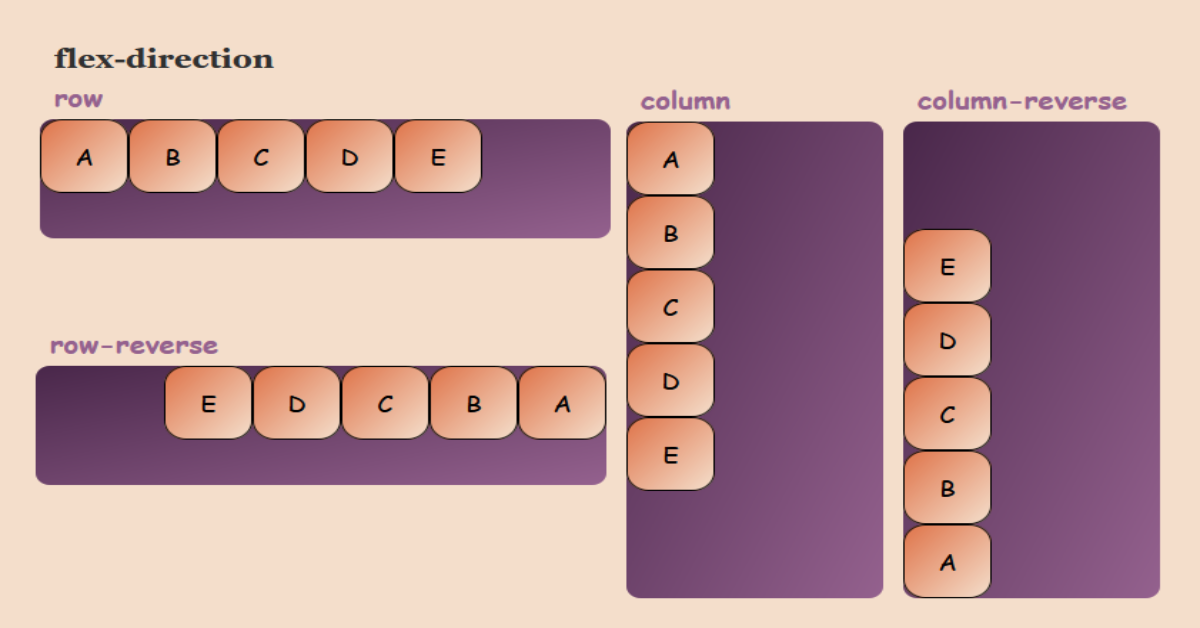 flex-direction
row
A B C D E
row-reverse
E D C B A
column
A
B
C
D
E
column-reverse
E
D
C
B
A